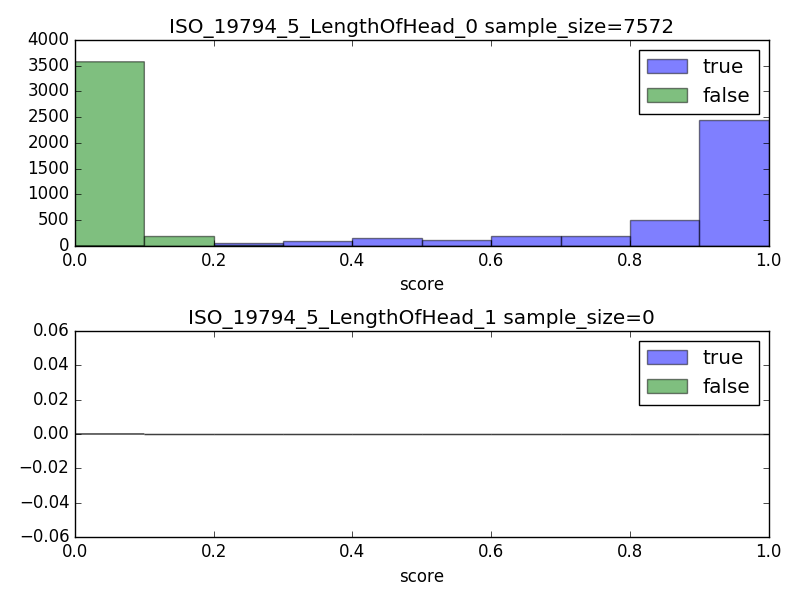 ISO_19794_5_LengthOfHead_0 sample_size=7572
4000
3500
3000
2500
2000
1500
1000
500
0
true
false
0.0 0.2 0.4 0.6 0.8 1.0
score
ISO_19794_5_LengthOfHead_1 sample_size=0
0.06
0.04
0.02
0.00
−0.02
−0.04
−0.06
true
false
0.0 0.2 0.4 0.6 0.8 1.0
score